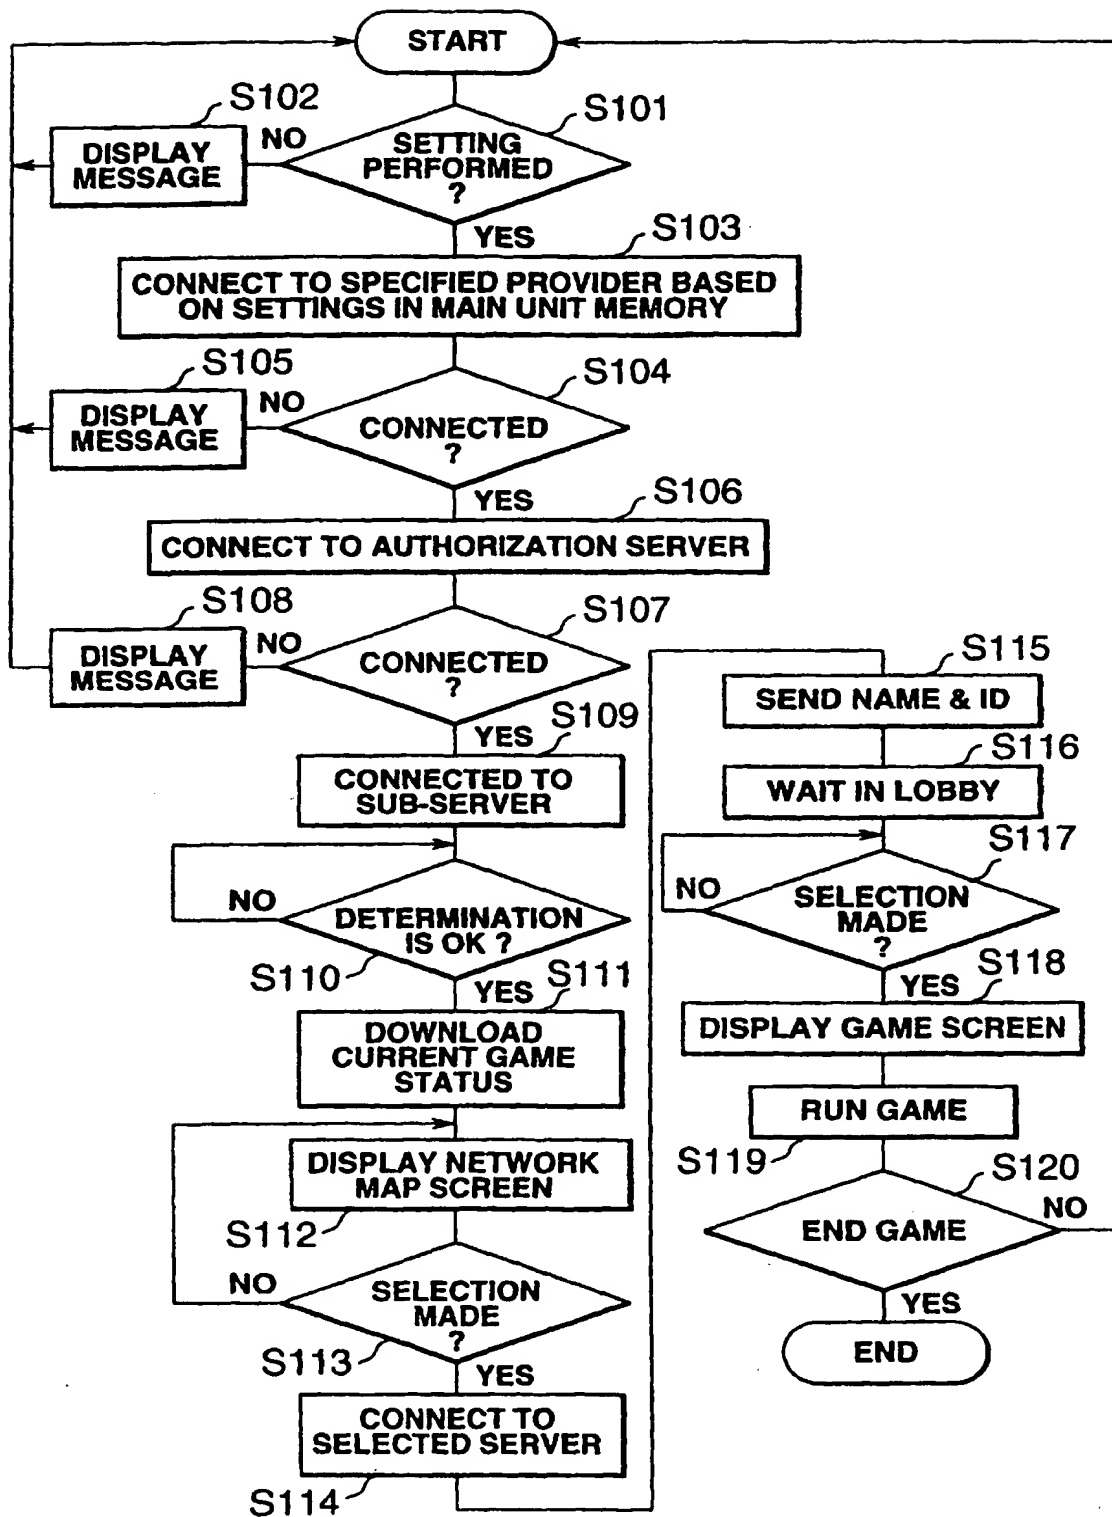 START
S102
S101
DISPLAY
MESSAGE
NO
SETTING
PERFORMED
?
YES
S103
CONNECT TO SPECIFIED PROVIDER BASED
ON SETTINGS IN MAIN UNIT MEMORY
S105
S104
DISPLAY
MESSAGE
NO
CONNECTED
?
YES
S106
CONNECT TO AUTHORIZATION SERVER
S108
S107
DISPLAY
MESSAGE
NO
CONNECTED
?
YES
S109
CONNECTED TO
SUB-SERVER
NO
DETERMINATION
IS OK ?
S110
YES
S111
DOWNLOAD
CURRENT GAME
STATUS
DISPLAY NETWORK
MAP SCREEN
S112
NO
SELECTION
MADE
?
S113
YES
CONNECT TO
SELECTED SERVER
S114
S115
SEND NAME & ID
S116
WAIT IN LOBBY
S117
NO
SELECTION
MADE
?
YES
S118
DISPLAY GAME SCREEN
RUN GAME
S119
S120
END GAME
NO
YES
END